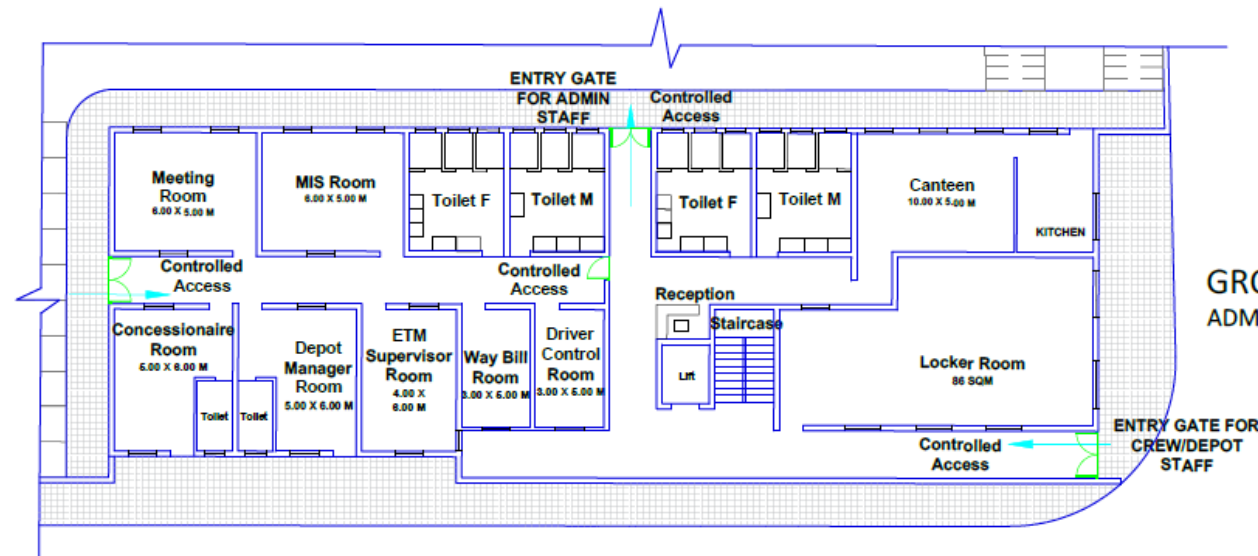 ENTRY GATE
FOR ADMIN
STAFF
Controlled
Access
Meeting
Room
6.00 X 5.00 M
MIS Room
6.00 X 5.00 M
Toilet F
Toilet M
Toilet F
Toilet M
Canteen
10.00 X 5.00 M
KITCHEN
Controlled
Access
Controlled
Access
Reception
Staircase
Lift
GRO
ADM
Concessionaire
Room
5.00 X 6.00 M
Toilet
Toilet
Depot
Manager
Room
5.00 X 6.00 M
ETM
Supervisor
Room
4.00 X
6.00 M
Way Bill
Room
3.00 X 5.00 M
Driver
Control
Room
3.00 X 5.00 M
Locker Room
86 SQM
Controlled
Access
ENTRY GATE FOR
CREW/DEPOT
STAFF